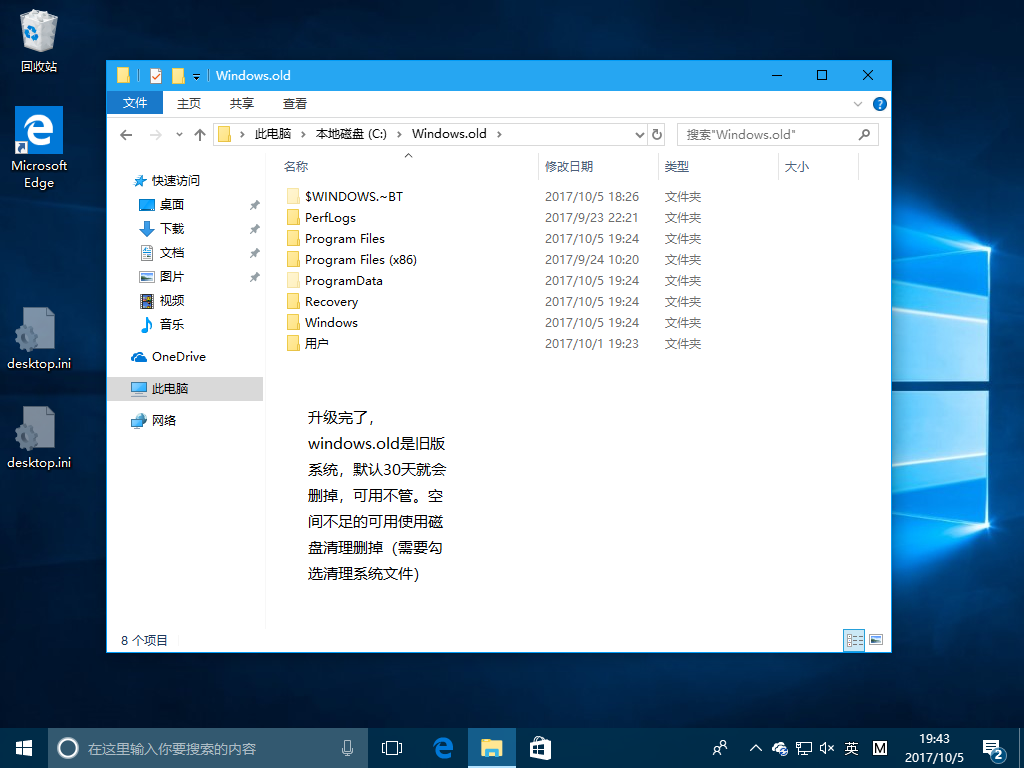 回收站
Microsoft
Edge
desktop.ini
desktop.ini
Windows.old
文件 主页 共享 查看
此电脑 本地磁盘 (C:) Windows.old
搜索"Windows.old"
名称 修改日期 类型 大小
快速访问
桌面
下载
文档
图片
视频
音乐
OneDrive
此电脑
网络
$WINDOWS.~BT 2017/10/5 18:26 文件夹
PerfLogs 2017/9/23 22:21 文件夹
Program Files 2017/10/5 19:24 文件夹
Program Files (x86) 2017/9/24 10:20 文件夹
ProgramData 2017/10/5 19:24 文件夹
Recovery 2017/10/5 19:24 文件夹
Windows 2017/10/5 19:24 文件夹
用户 2017/10/1 19:23 文件夹
升级完了，
windows.old是旧版
系统，默认30天就会
删掉，可用不管。空
间不足的可用使用磁
盘清理删掉（需要勾
选清理系统文件）
8 个项目
在这里输入你要搜索的内容
英 M
19:43
2017/10/5
2